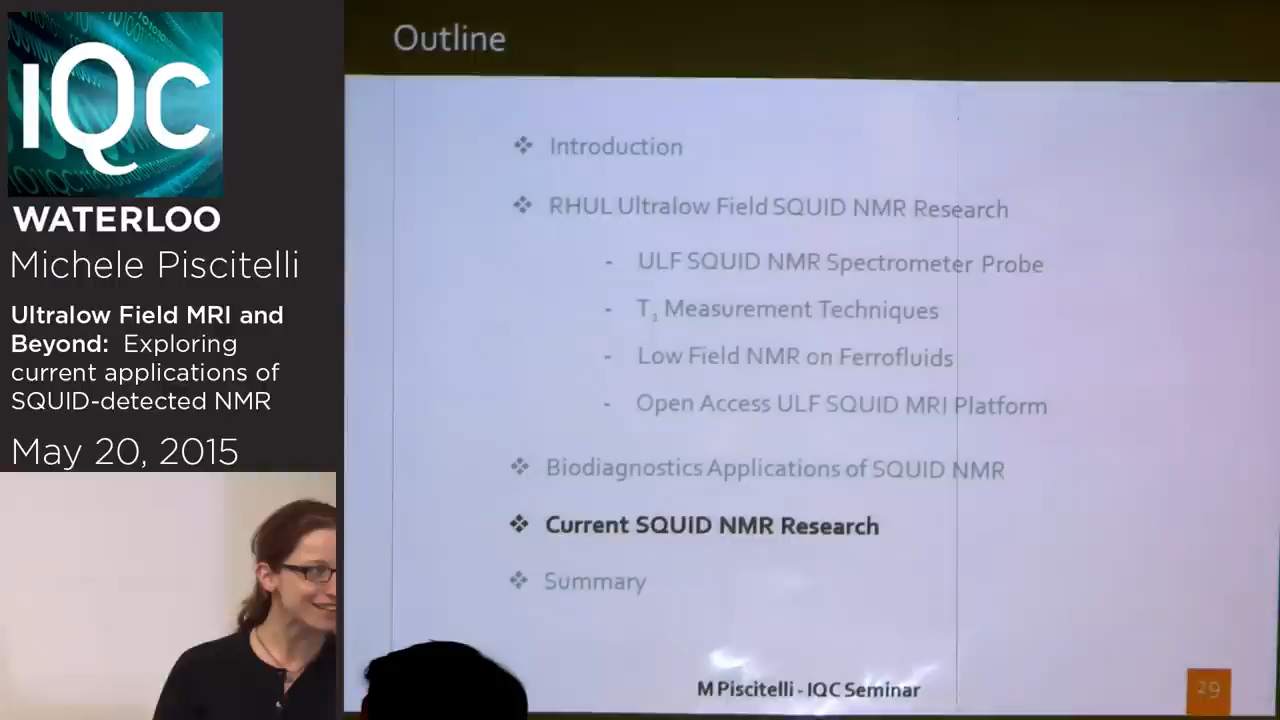 IQC
WATERLOO
Michele Piscitelli
Ultralow Field MRI and
Beyond: Exploring
current applications of
SQUID-detected NMR
May 20, 2015
Outline
❖ Introduction
❖ RHUL Ultralow Field SQUID NMR Research
- ULF SQUID NMR Spectrometer Probe
- T₂ Measurement Techniques
- Low Field NMR on Ferrofluids
- Open Access ULF SQUID MRI Platform
❖ Biodiagnostics Applications of SQUID NMR
❖ Current SQUID NMR Research
❖ Summary
M Piscitelli - IQC Seminar
29